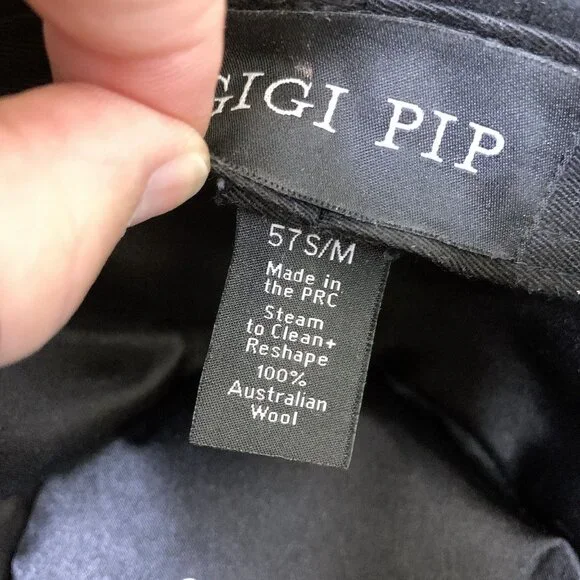 GIGI PIP
57S/M
Made in
the PRC
Steam
to Clean+
Reshape
100%
Australian
Wool